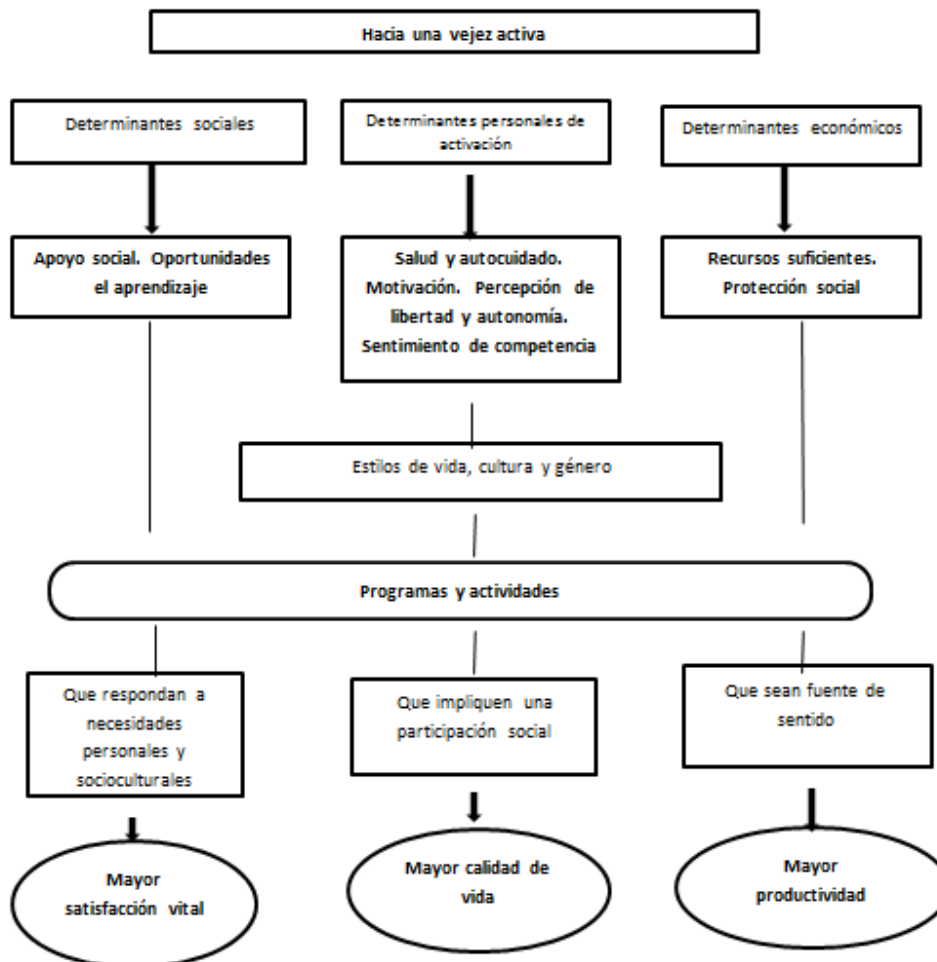 Hacia una vejez activa
Determinantes sociales
Determinantes personales de
activación
Determinantes económicos
Apoyo social. Oportunidades
el aprendizaje
Salud y autocuidado.
Motivación. Percepción de
libertad y autonomía.
Sentimiento de competencia
Recursos suficientes.
Protección social
Estilos de vida, cultura y género
Programas y actividades
Que respondan a
necesidades
personales y
socioculturales
Que impliquen una
participación social
Que sean fuente de
sentido
Mayor
satisfacción vital
Mayor calidad de
vida
Mayor
productividad